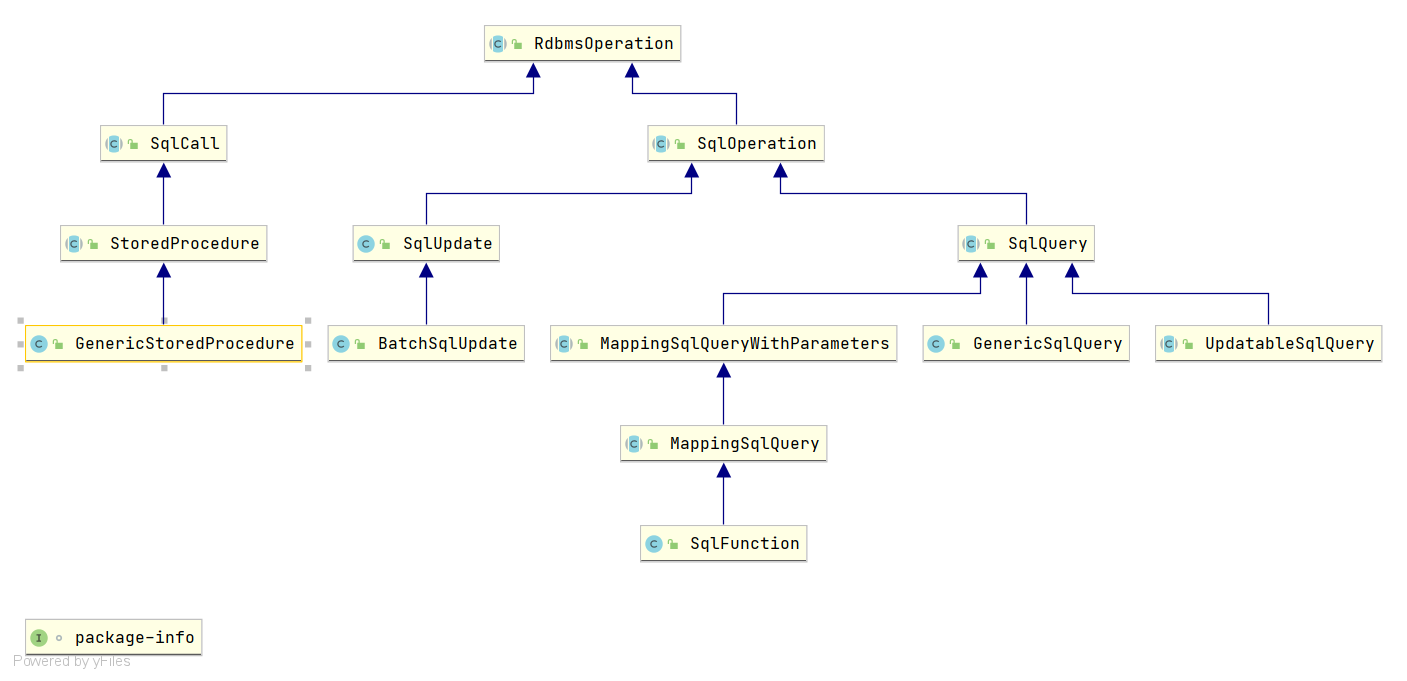 RdbmsOperation
SqlCall
SqlOperation
StoredProcedure
SqlUpdate
SqlQuery
GenericStoredProcedure
BatchSqlUpdate
MappingSqlQueryWithParameters
GenericSqlQuery
UpdatableSqlQuery
MappingSqlQuery
SqlFunction
package-info
Powered by yFiles